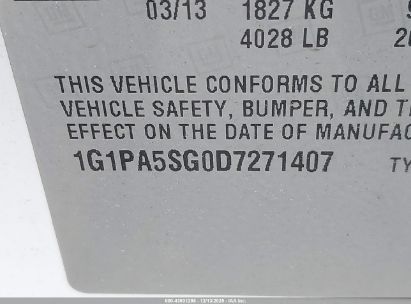 03/13 1827 KG
4028 LB
THIS VEHICLE CONFORMS TO ALL
VEHICLE SAFETY, BUMPER, AND
EFFECT ON THE DATE OF
1G1PA5SG0D7271407